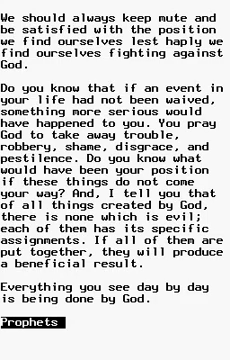 We should always keep mute and
be satisfied with the position
we find ourselves lest haply we
find ourselves fighting against
God.
Do you know that if an event in
your life had not been waived,
something more serious would
have happened to you. You pray
God to take away trouble,
robbery, shame, disgrace, and
pestilence. Do you know what
would have been your position
if these things do not come
your way? And, I tell you that
of all things created by God,
there is none which is evil;
each of them has its specific
assignments. If all of them are
put together, they will produce
a beneficial result.
Everything you see day by day
is being done by God.
Prophets